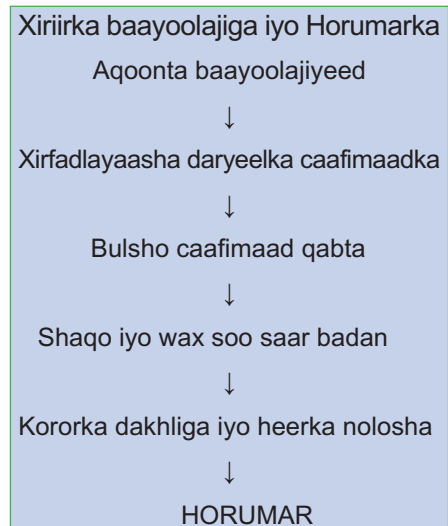 Xiriirka baayoolajiga iyo Horumarka
Aqoonta baayoolajiyeed
↓
Xirfadlayaasha daryeelka caafimaadka
↓
Bulsho caafimaad qabta
↓
Shaqo iyo wax soo saar badan
↓
Kororka dakhliga iyo heerka nolosha
↓
HORUMAR